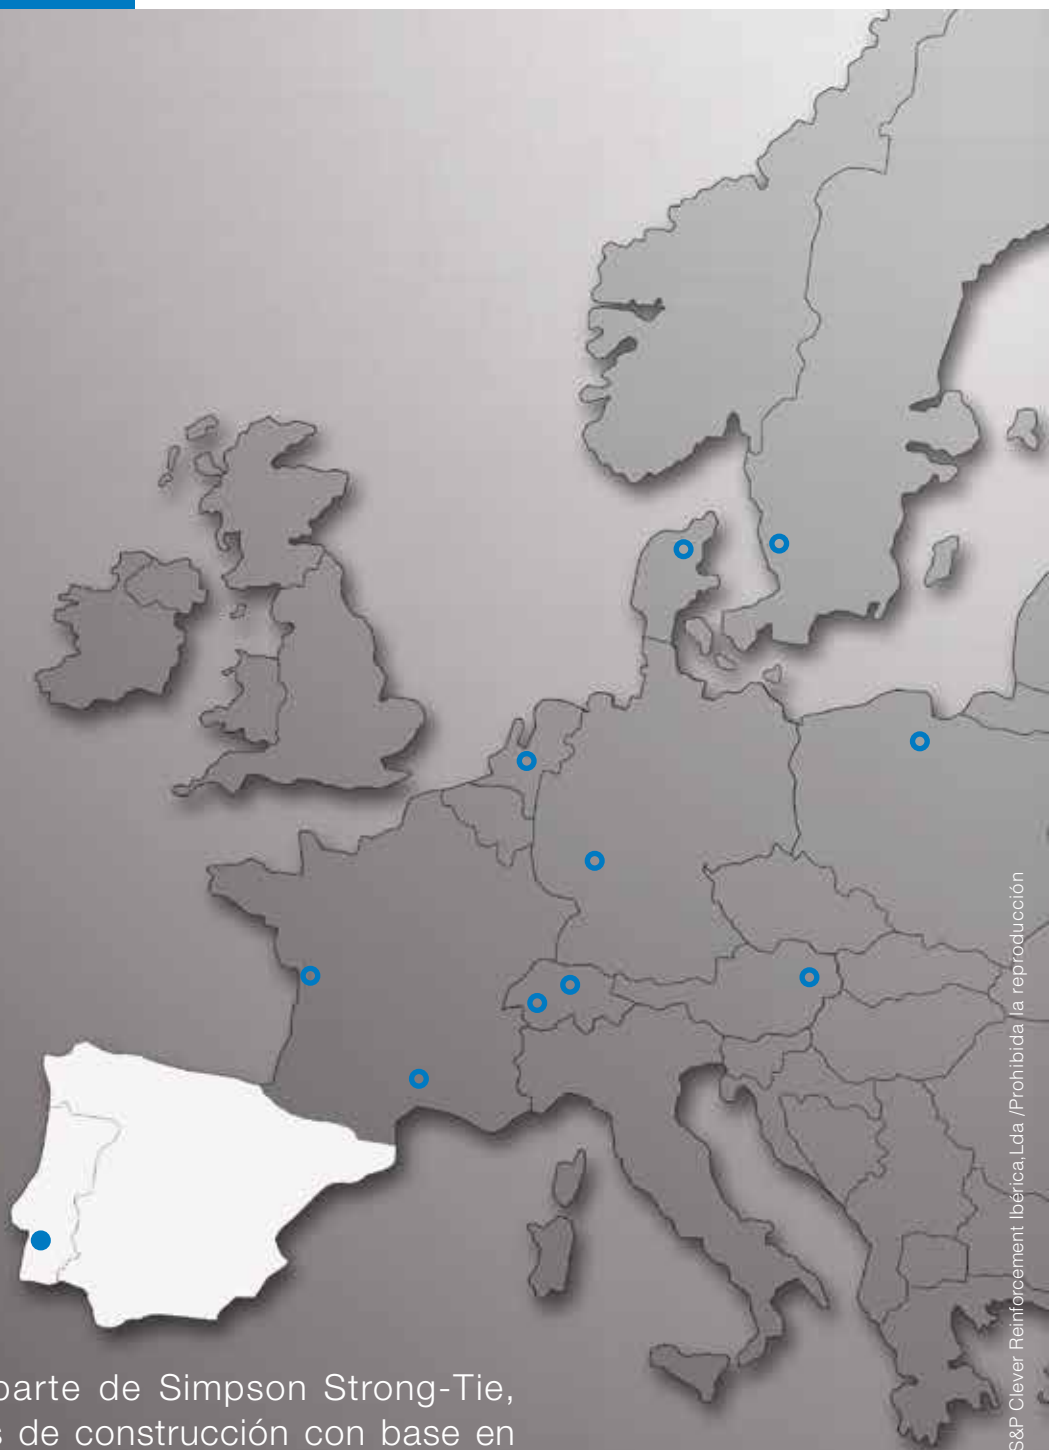 parte de Simpson Strong-Tie,
de construcción con base en
S&P Clever Reinforcement Ibérica,Lda /Prohibida la reproducción